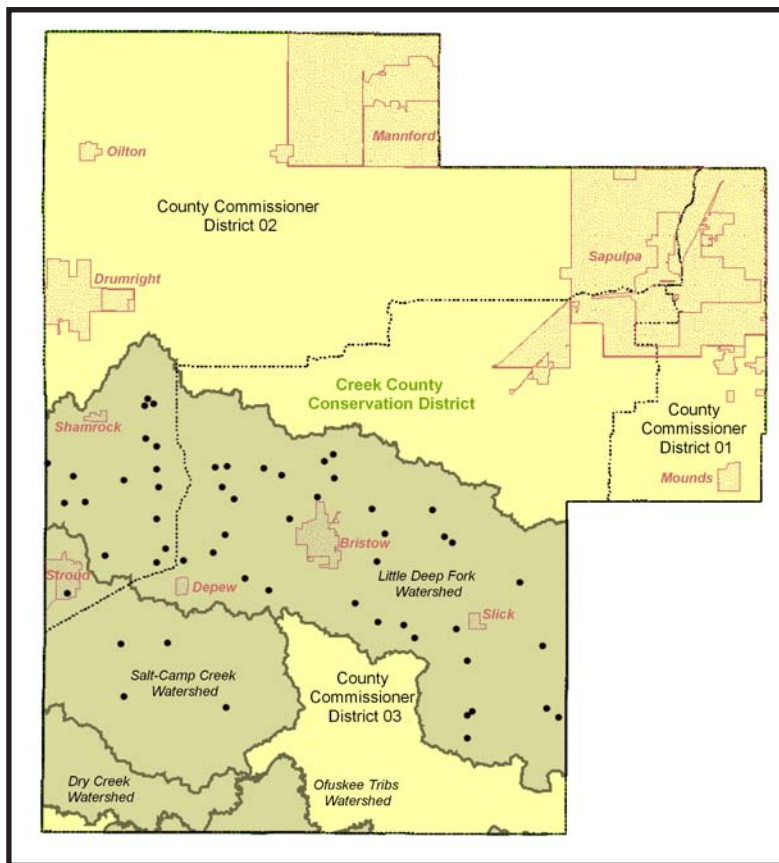 Mannford
Oilton
County Commissioner
District 02
Sapulpa
Drumright
Creek County
Conservation District
County
Commissioner
District 01
Shamrock
Mounds
Bristow
Stroud
Depew
Little Deep Fork
Watershed
Slick
Salt-Camp Creek
Watershed
County
Commissioner
District 03
Dry Creek
Watershed
Ofuskee Tribs
Watershed